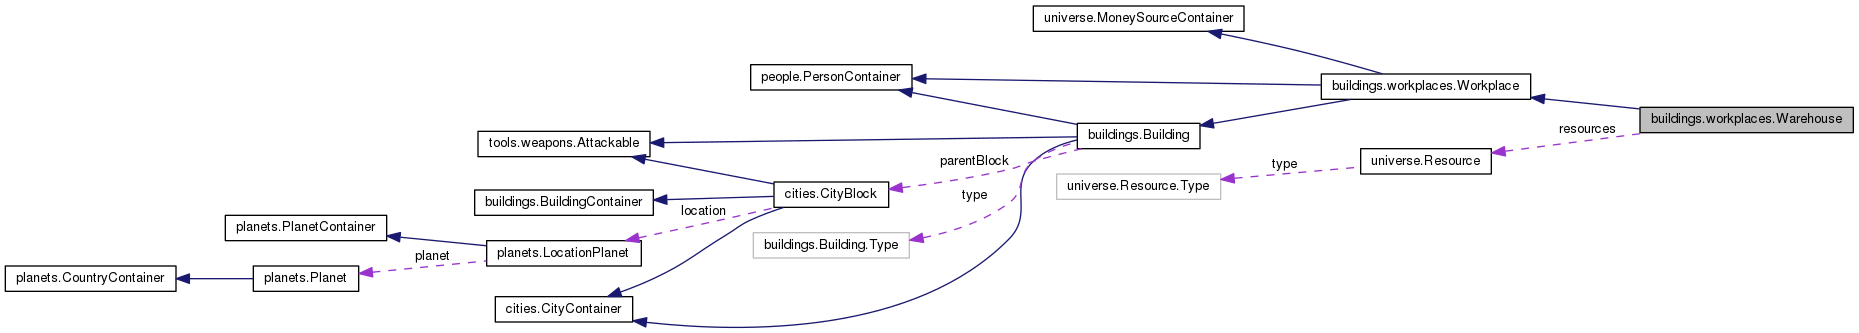 universe.MoneySourceContainer
people.PersonContainer
buildings.workplaces.Workplace
buildings.workplaces.Warehouse
resources
buildings.Building
tools.weapons.Attackable
parentBlock
universe.Resource
type
universe.Resource.Type
cities.CityBlock
type
buildings.BuildingContainer
location
planets.PlanetContainer
buildings.Building.Type
planets.LocationPlanet
planet
planets.CountryContainer
planets.Planet
cities.CityContainer